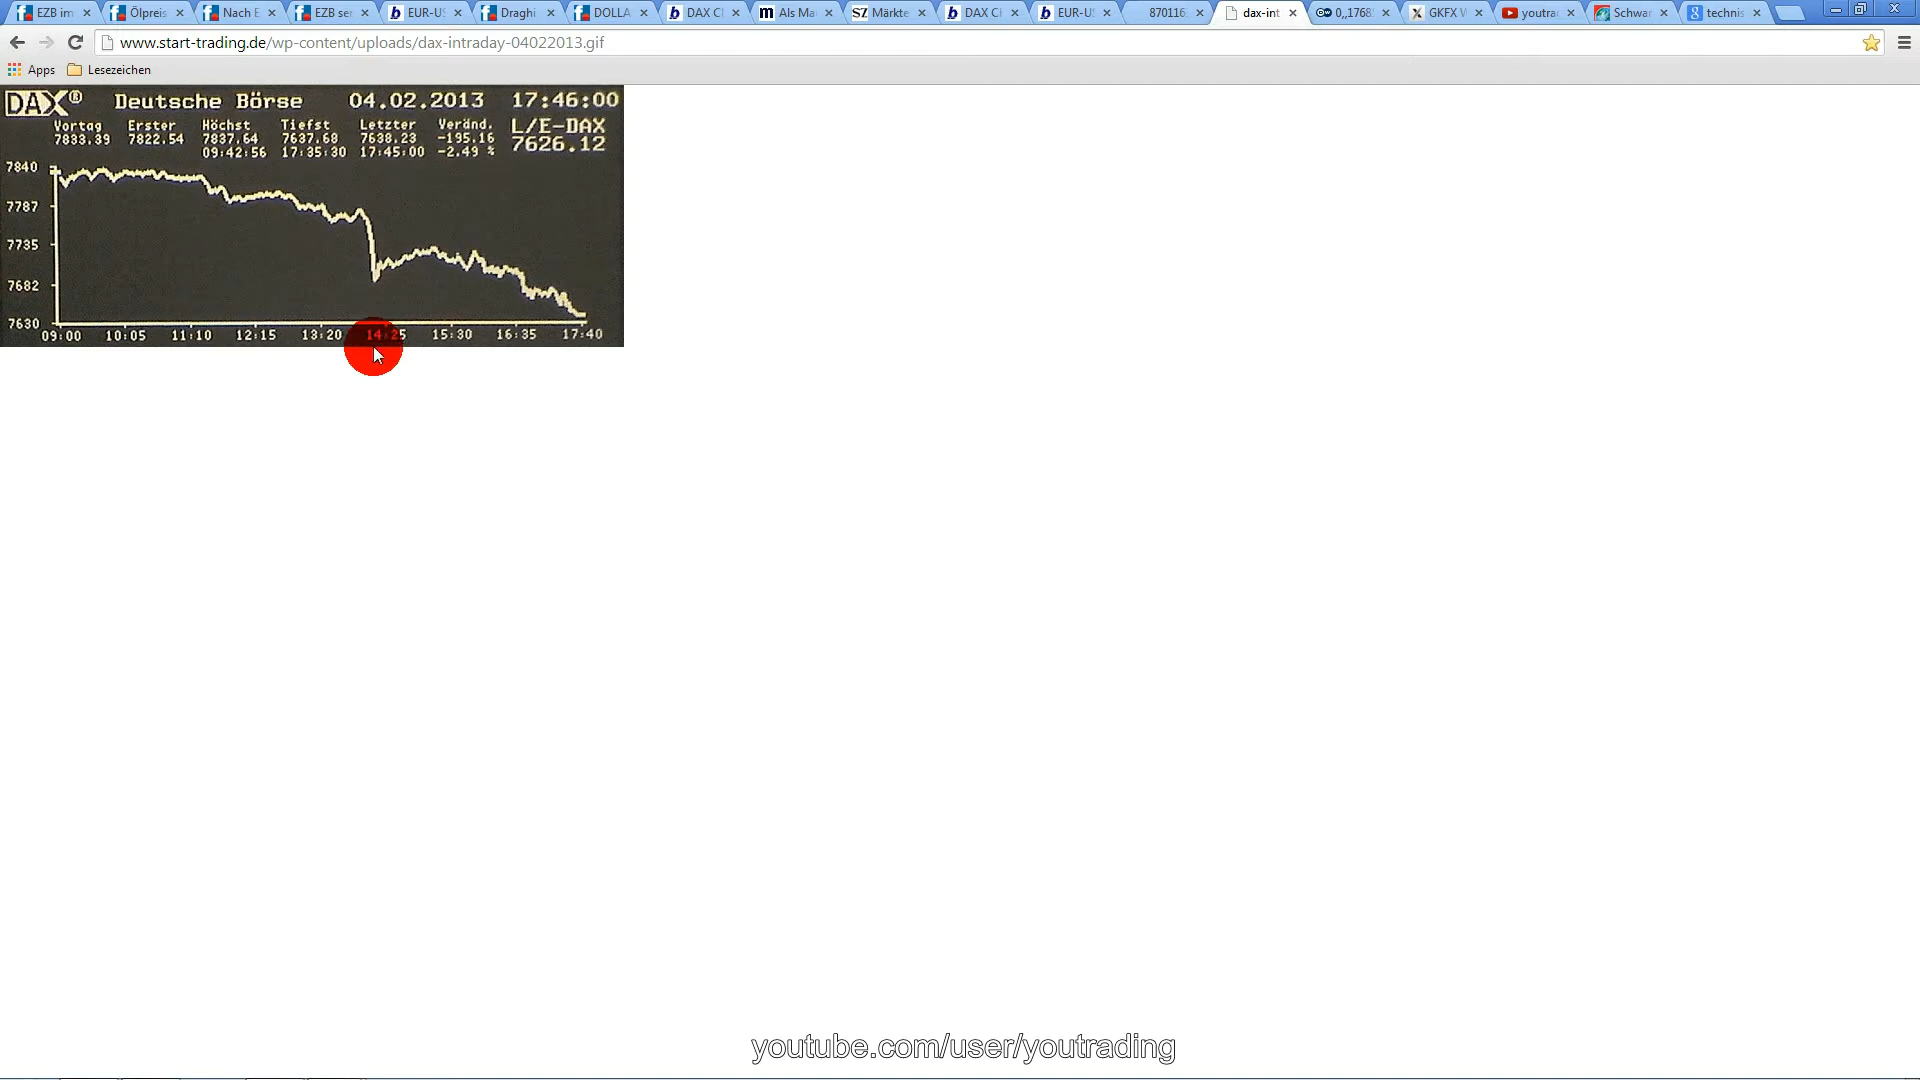 EZB im Ölpreis Nach E EZB se EUR-US Draghi DOLLA DAX C Als Ma SZ Märkte DAX C EUR-US 870116 dax-int 0,,1768 GKFX youtra Schwar technis
www.start-trading.de/wp-content/uploads/dax-intraday-04022013.gif
Apps Lesezeichen
DAX® Deutsche Börse 04.02.2013 17:46:00
Vortag Erster Höchst Tiefst Letzter Veränd. L/E-DAX
7833.39 7822.54 7837.64 7637.68 7638.23 -195.16 7626.12
09:42:56 17:35:30 17:45:00 -2.49 %
7840
7787
7735
7682
7630
09:00 10:05 11:10 12:15 13:20 14:25 15:30 16:35 17:40
youtube.com/user/youtrading